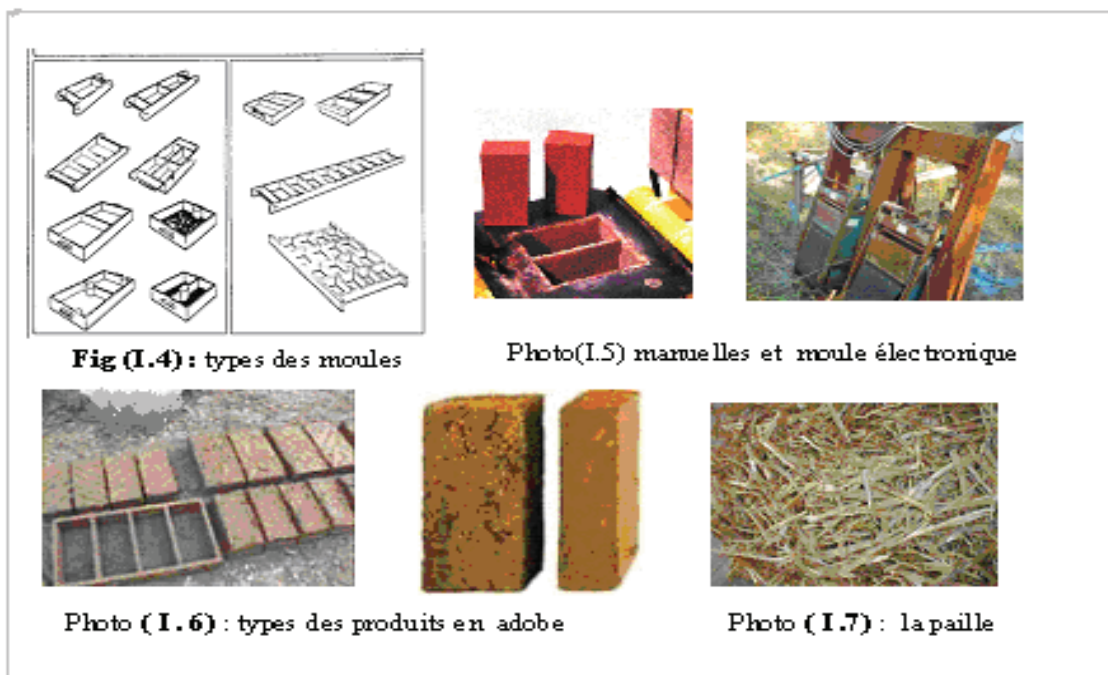 Fig (I.4) : types des moules
Photo(I.5) manuelles et moule électronique
Photo ( I . 6) : types des produits en adobe
Photo ( I.7) : la paille